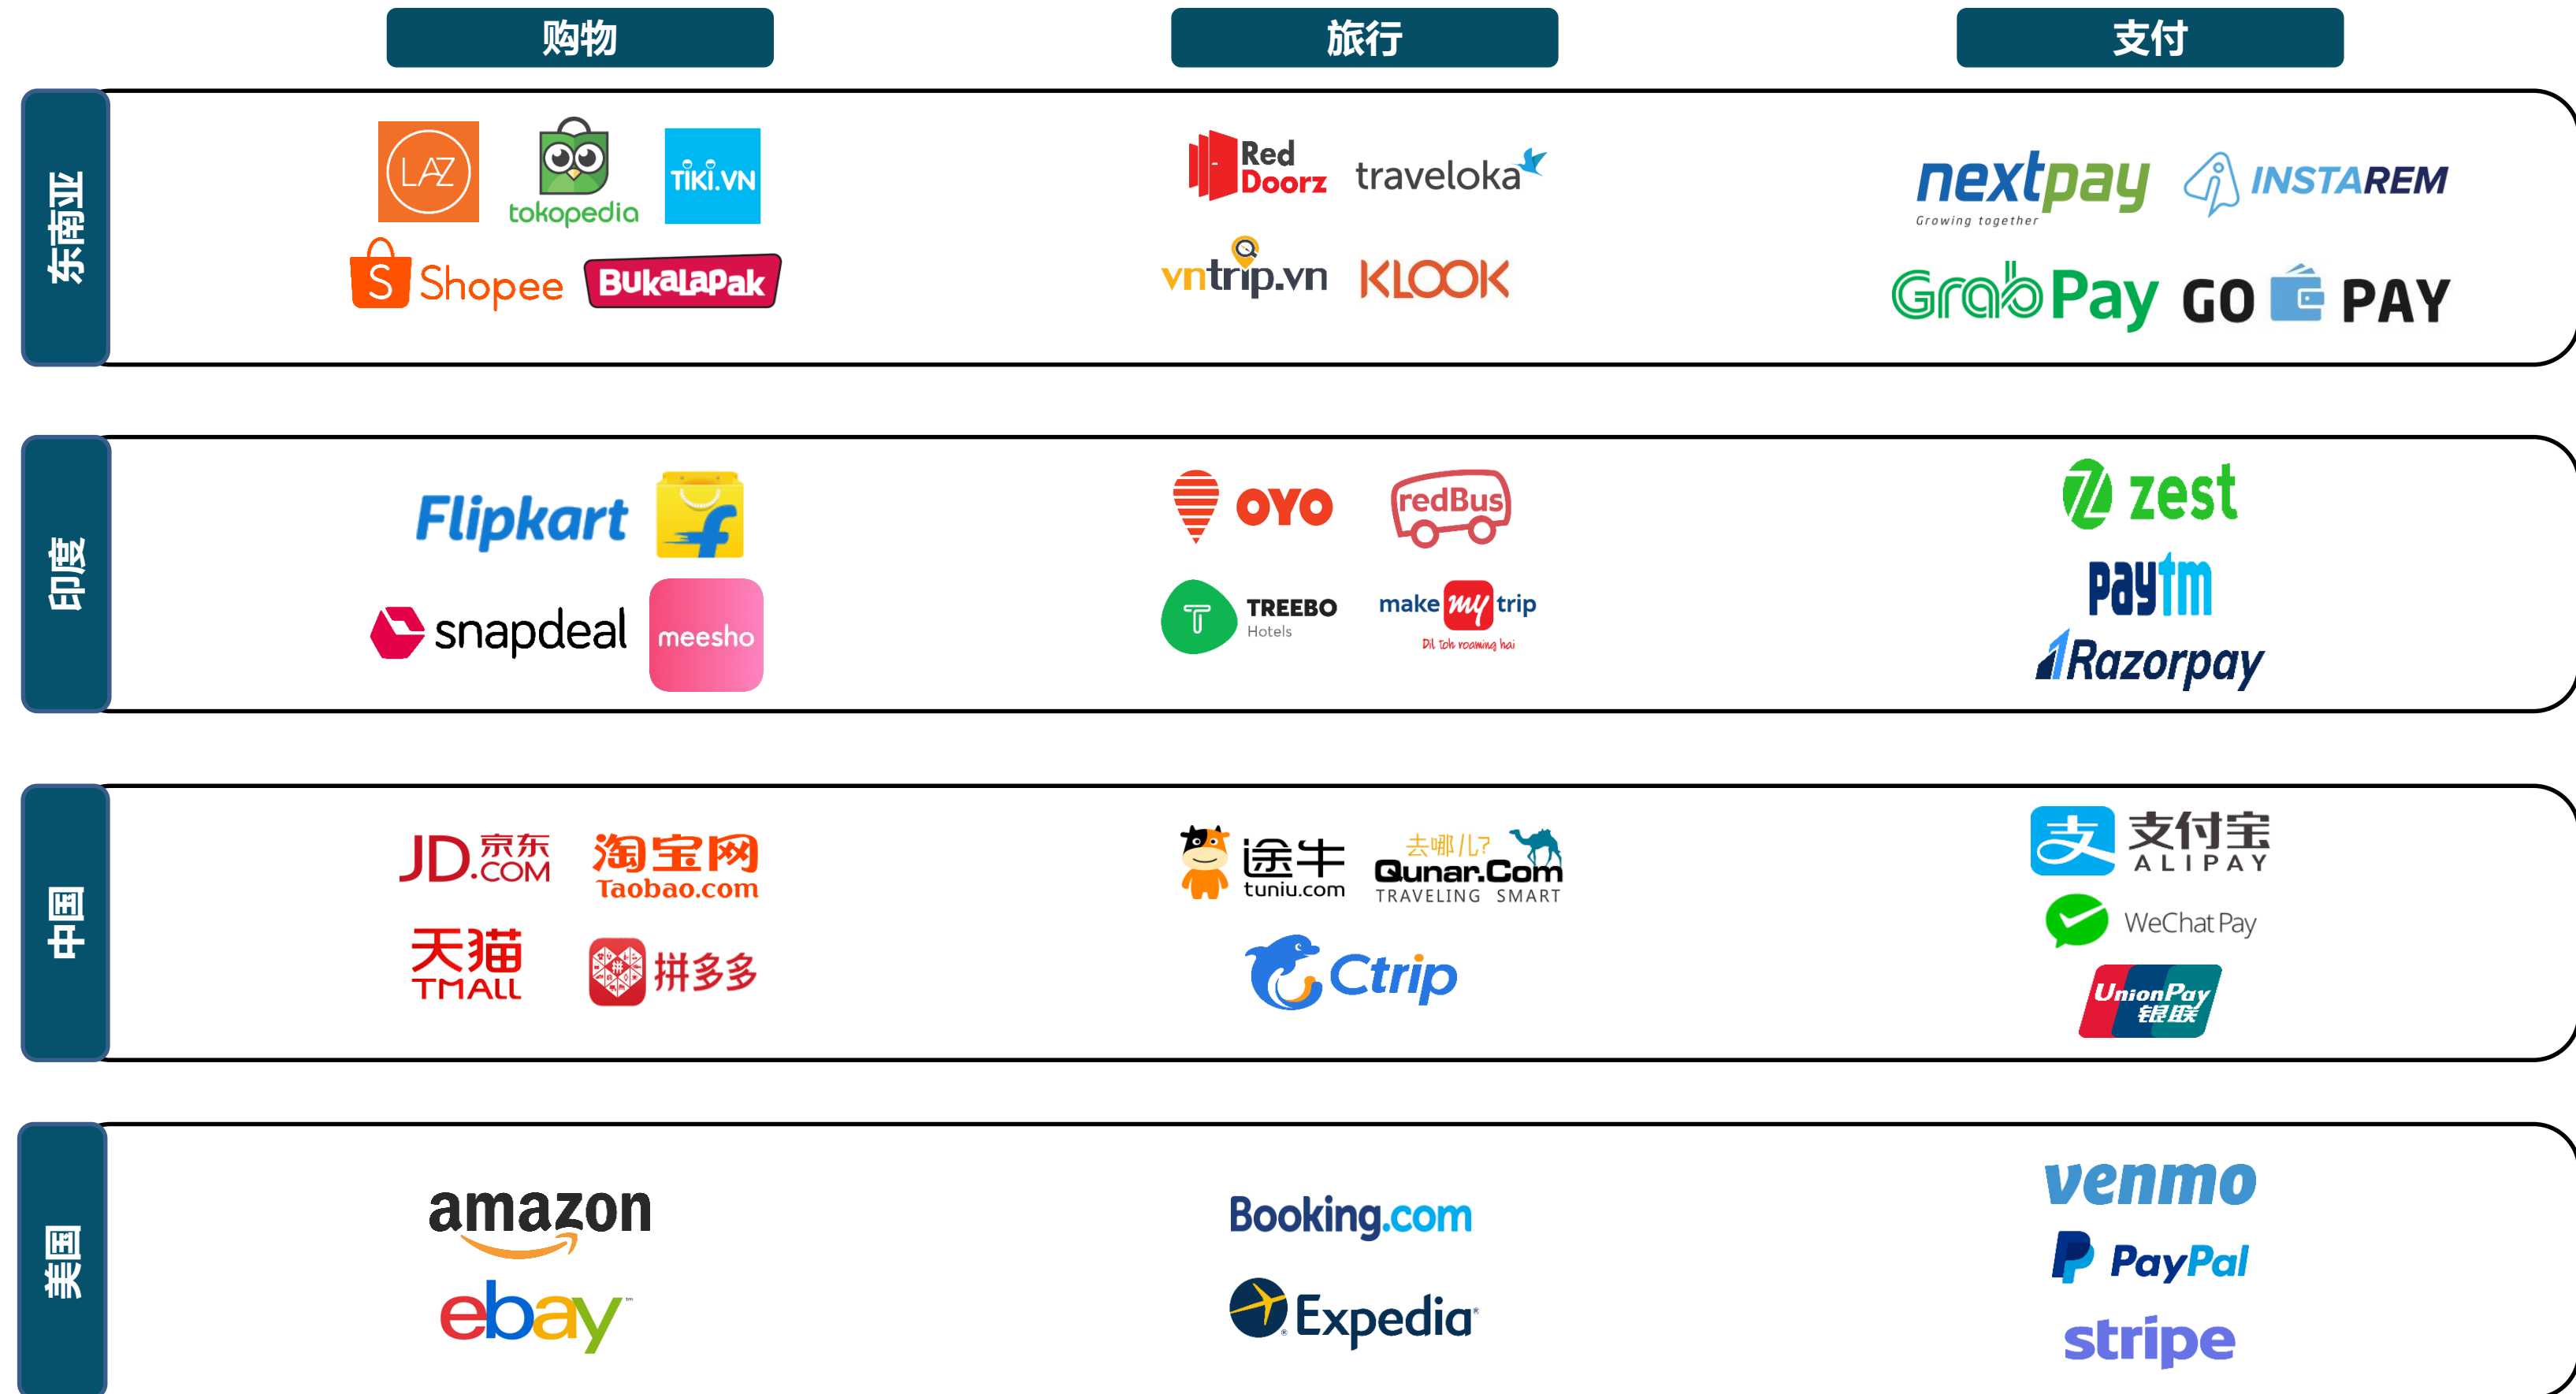 购物
旅行
支付
东南亚
LAZ
tokopedia
TIKI.VN
Shopee
BukaLaPak
Red
Doorz
traveloka
vntrip.vn
KLOOK
nextpay
Growing together
INSTAREM
GrabPay
GO PAY
印度
Flipkart
f
snapdeal
meesho
OYO
redBus
T
TREEBO
Hotels
make my trip
Dil toh roaming hai
zest
paytm
Razorpay
中国
JD.京东
.COM
淘宝网
Taobao.com
天猫
TMALL
拼多多
途牛
tuniu.com
去哪儿?
Qunar.Com
TRAVELING SMART
Ctrip
支 支付宝
ALIPAY
WeChat Pay
UnionPay
银联
美国
amazon
ebay™
Booking.com
Expedia®
venmo
PayPal
stripe